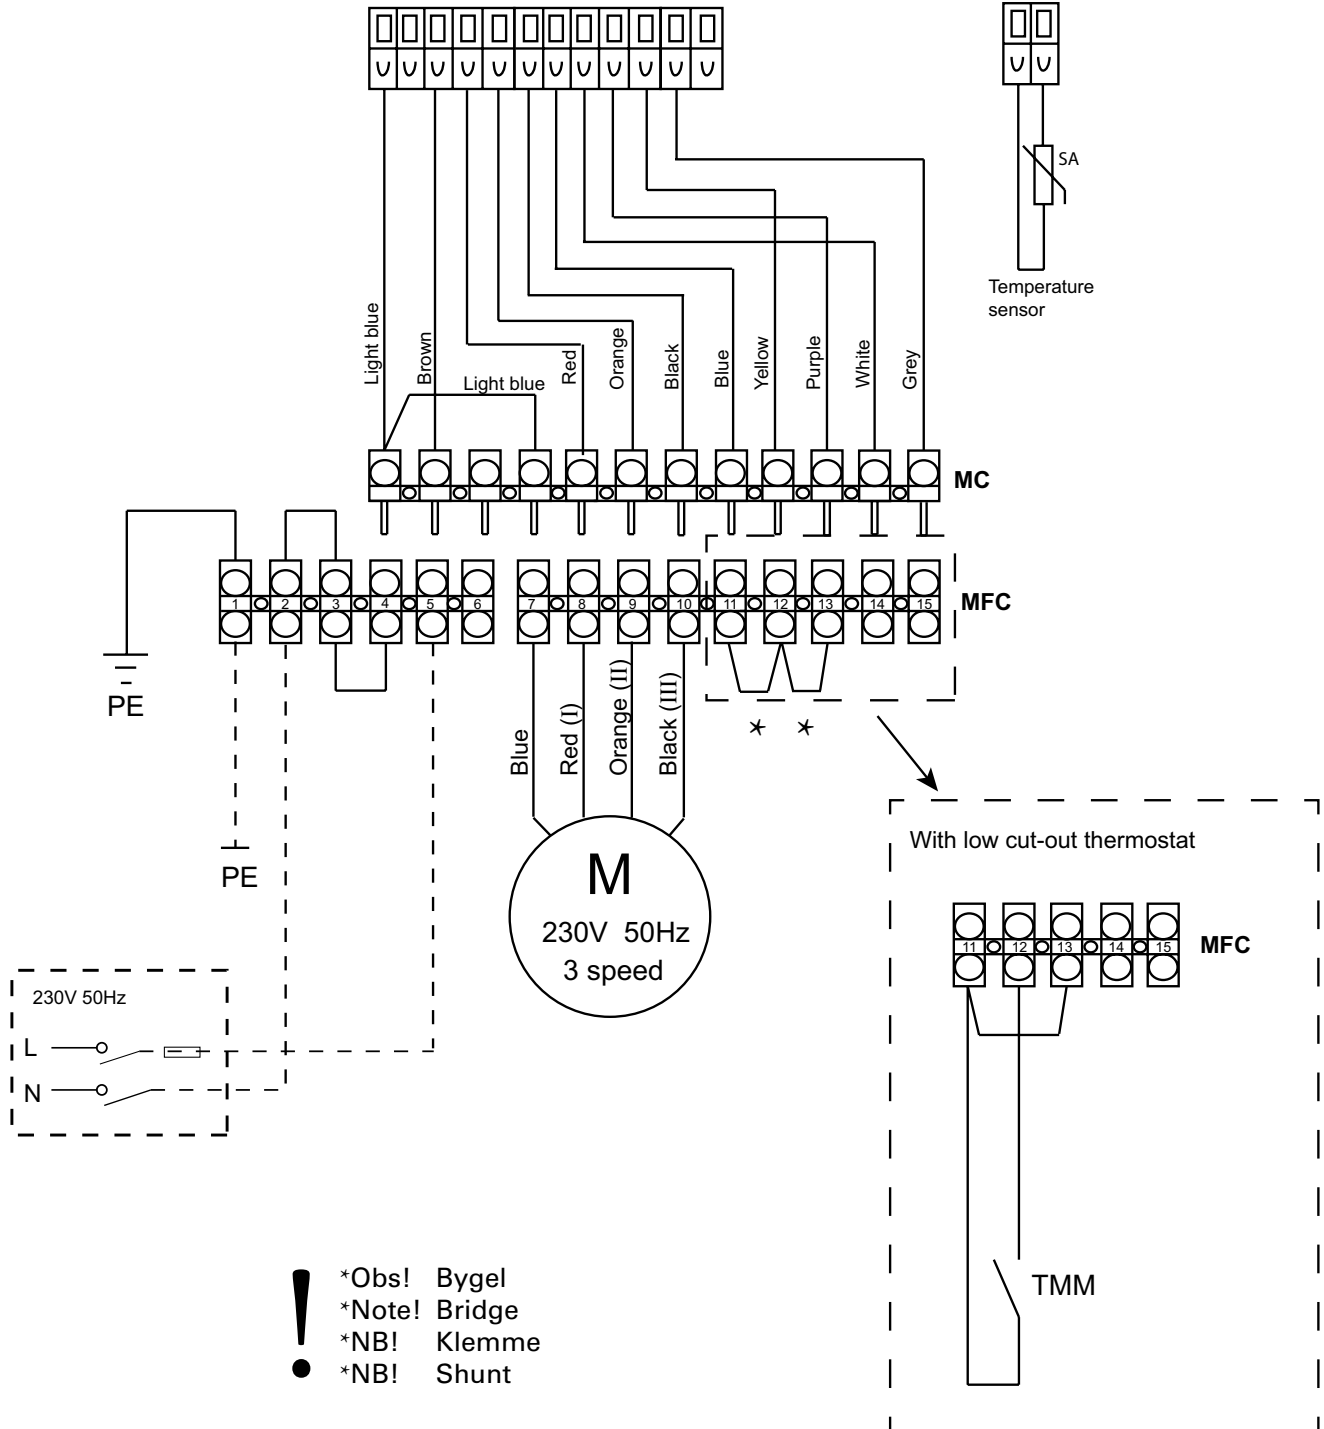 SA
Temperature
sensor
Light blue
Brown
Light blue
Red
Orange
Black
Blue
Yellow
Purple
White
Grey
MC
1 2 3 4 5 6 7 8 9 10 11 12 13 14 15
MFC
PE
PE
Blue
Red (I)
Orange (II)
Black (III)
* *
M
230V 50Hz
3 speed
With low cut-out thermostat
11 12 13 14 15
MFC
TMM
230V 50Hz
L
N
! *Obs! Bygel
*Note! Bridge
*NB! Klemme
*NB! Shunt